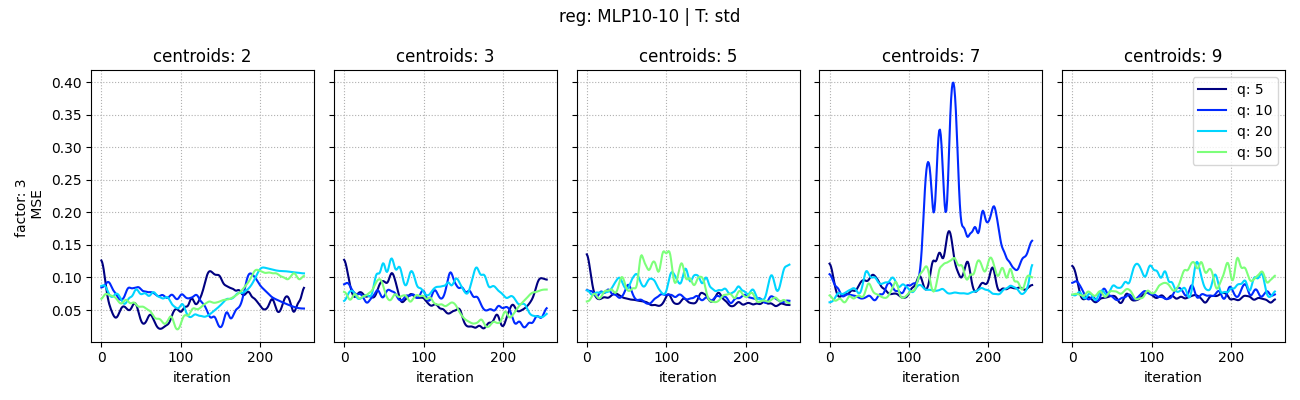 reg: MLP10-10 | T: std
centroids: 2
centroids: 3
centroids: 5
centroids: 7
centroids: 9
factor: 3
MSE
0.40
0.35
0.30
0.25
0.20
0.15
0.10
0.05
q: 5
q: 10
q: 20
q: 50
0 100 200
0 100 200
0 100 200
0 100 200
0 100 200
iteration
iteration
iteration
iteration
iteration